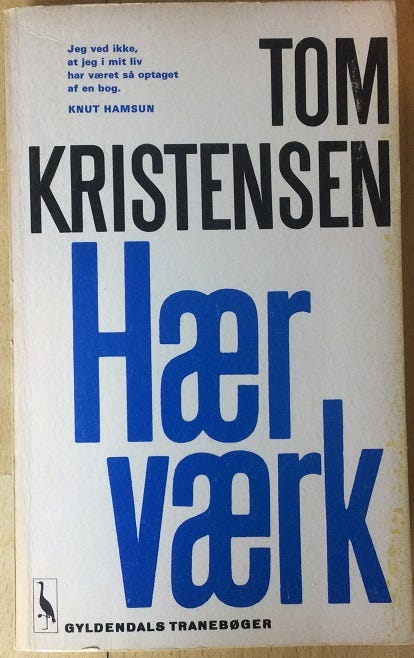 Jeg ved ikke,
at jeg i mit liv
har været så optaget
af en bog.
KNUT HAMSUN
TOM
KRISTENSEN
Hær
værk
GYLDENDALS TRANEBØGER